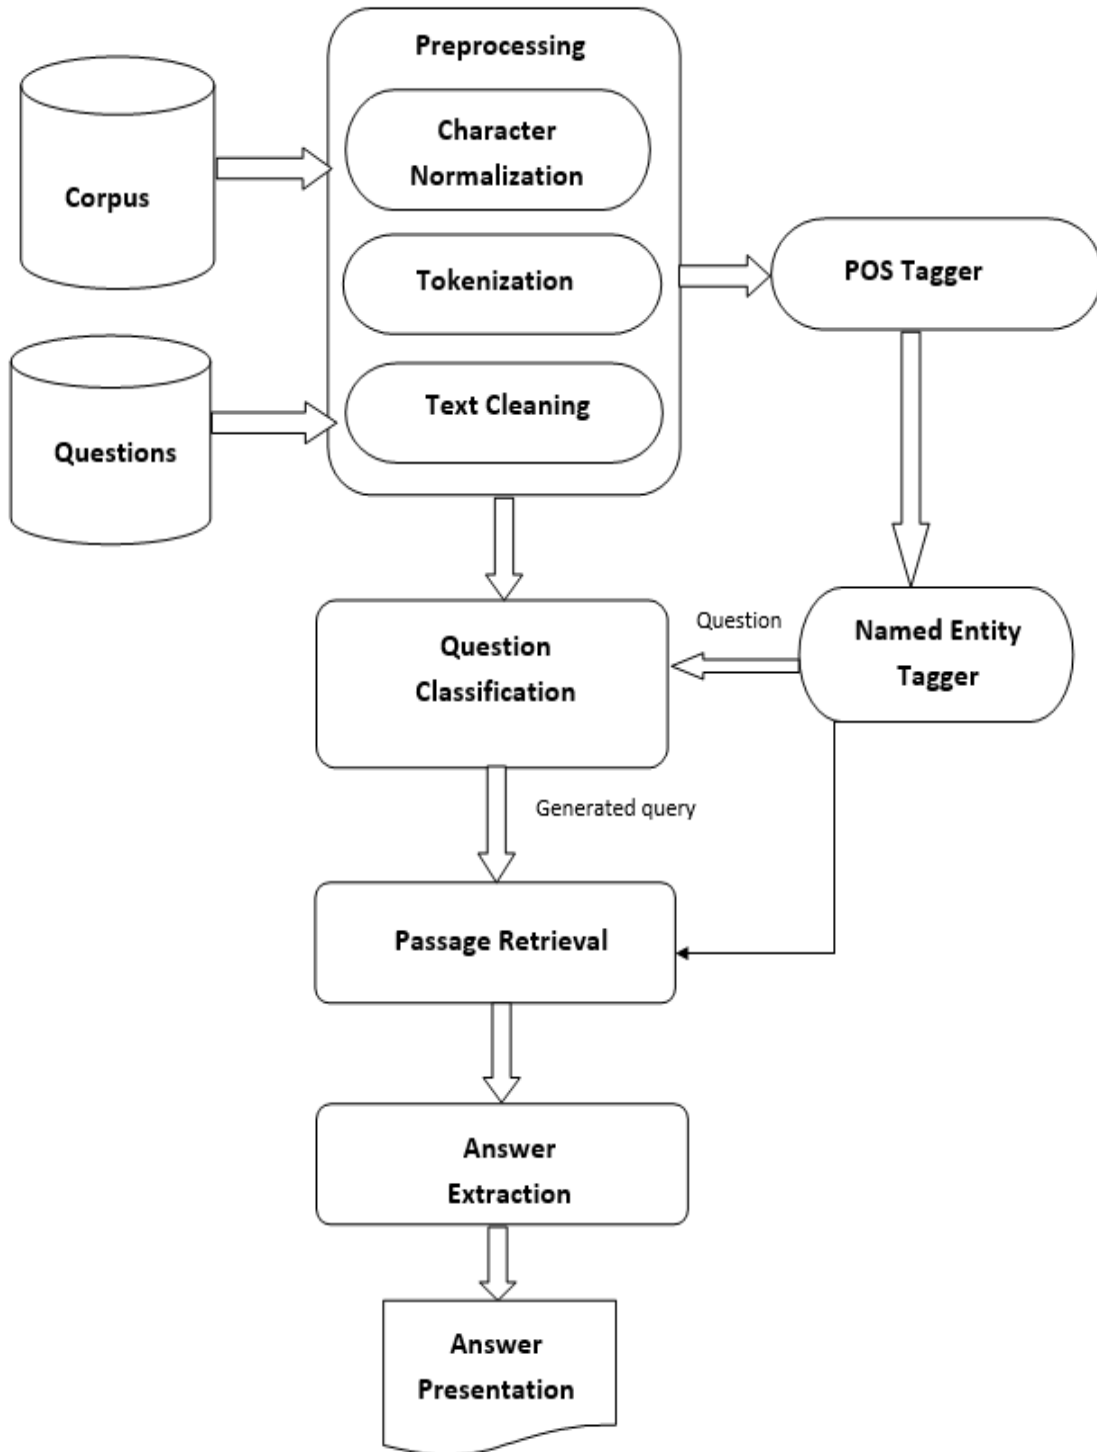 Preprocessing
Character
Normalization
Corpus
Tokenization
POS Tagger
Text Cleaning
Questions
Question
Classification
Question
Named Entity
Tagger
Generated query
Passage Retrieval
Answer
Extraction
Answer
Presentation